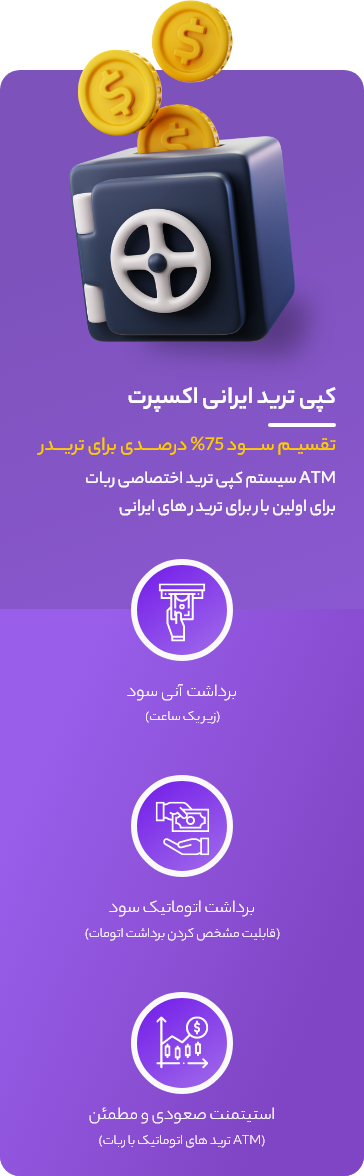 کپی ترید ایرانی اکسپرت
تقسیم سود 75% درصدی برای تریدر
ATM سیستم کپی ترید اختصاصی ربات
برای اولین بار برای تریدرهای ایرانی
برداشت آنی سود
(زیر یک ساعت)
برداشت اتوماتیک سود
(قابلیت مشخص کردن برداشت اتومات)
استیتمنت صعودی و مطمئن
(ATM ترید های اتوماتیک با ربات)